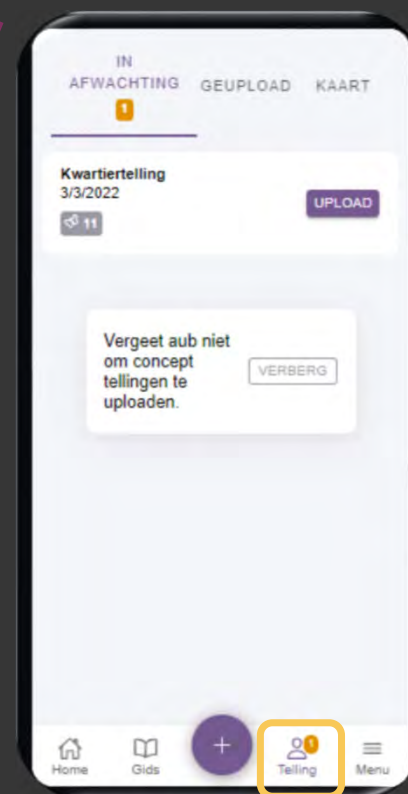 IN
AFWACHTING
1
GEUPLOAD
KAART
Kwartiertelling
3/3/2022
11
UPLOAD
Vergeet aub niet
om concept
tellingen te
uploaden.
VERBERG
Home
Gids
+
1
Telling
Menu